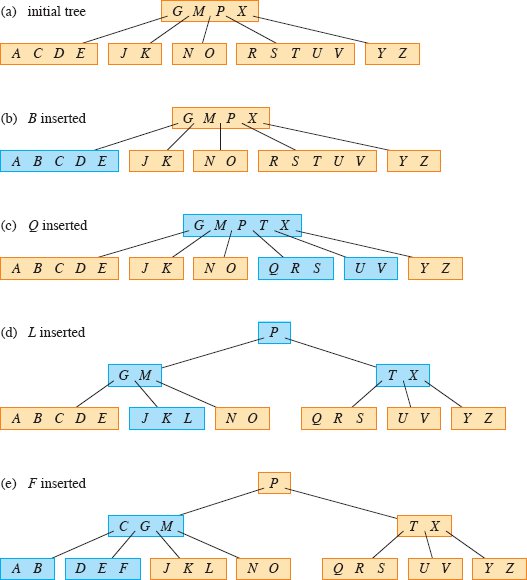 (a) initial tree
G M P X
A C D E J K N O R S T U V Y Z
(b) B inserted
G M P X
A B C D E J K N O R S T U V Y Z
(c) Q inserted
G M P T X
A B C D E J K N O Q R S U V Y Z
(d) L inserted
P
G M T X
A B C D E J K L N O Q R S U V Y Z
(e) F inserted
P
C G M T X
A B D E F J K L N O Q R S U V Y Z